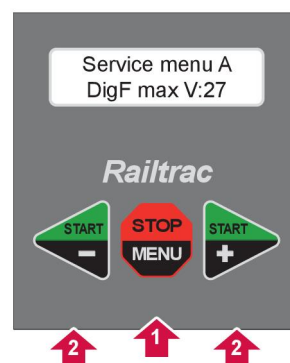 Service menu A
DigF max V:27
Railtrac
START
-
STOP
MENU
START
+
2
1
2